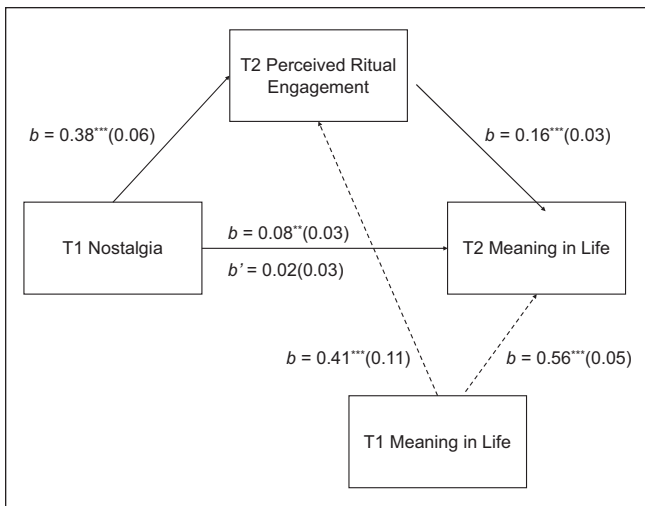 T2 Perceived Ritual
Engagement
b = 0.38***(0.06)
b = 0.16***(0.03)
T1 Nostalgia
b = 0.08**(0.03)
b' = 0.02(0.03)
T2 Meaning in Life
b = 0.41***(0.11)
b = 0.56***(0.05)
T1 Meaning in Life